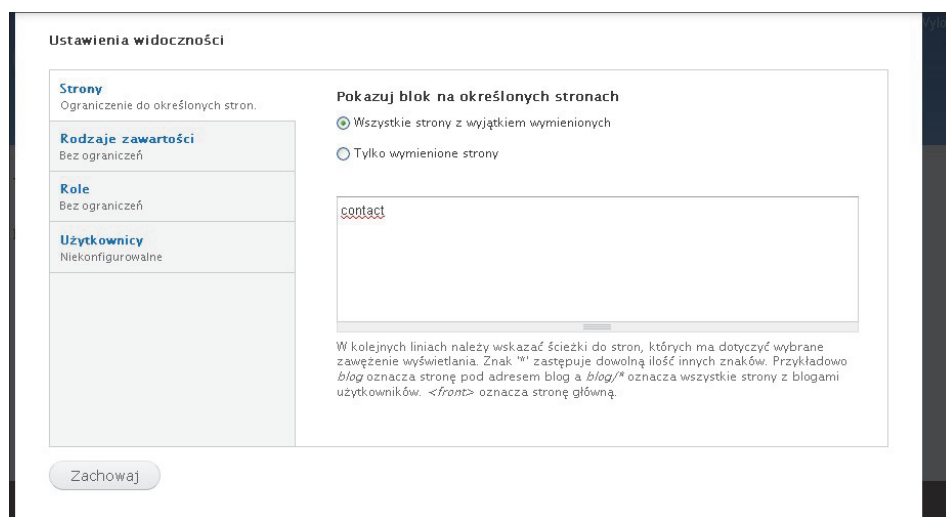 Ustawienia widoczności
Strony
Ograniczenie do określonych stron.
Rodzaje zawartości
Bez ograniczeń
Role
Bez ograniczeń
Użytkownicy
Niekonfigurowalne
Pokazuj blok na określonych stronach
Wszystkie strony z wyjątkiem wymienionych
Tylko wymienione strony
contact
W kolejnych liniach należy wskazać ścieżki do stron, których ma dotyczyć wybrane
zawężenie wyświetlania. Znak '*' zastępuje dowolną ilość innych znaków. Przykładowo
blog oznacza stronę pod adresem blog a blog/* oznacza wszystkie strony z blogami
użytkowników. <front> oznacza stronę główną.
Zachowaj